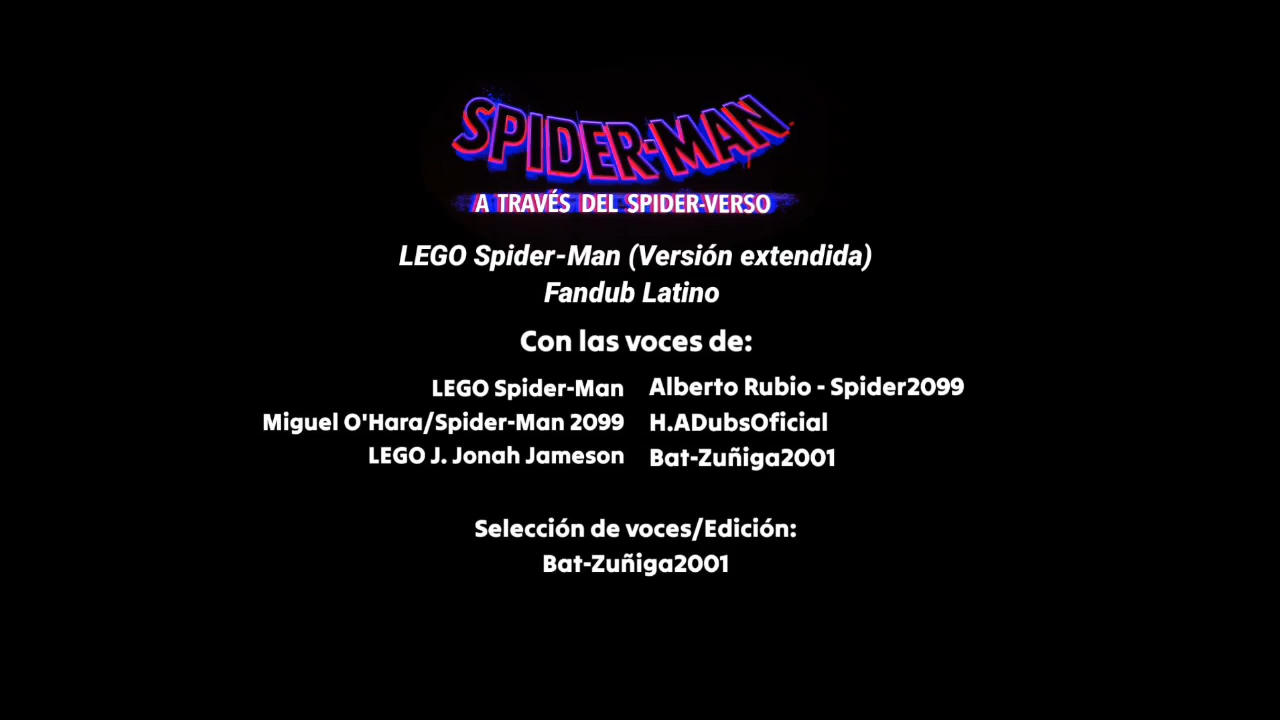 SPIDER-MAN
A TRAVÉS DEL SPIDER-VERSO
LEGO Spider-Man (Versión extendida)
Fandub Latino
Con las voces de:
LEGO Spider-Man Alberto Rubio - Spider2099
Miguel O'Hara/Spider-Man 2099 H.ADubsOficial
LEGO J. Jonah Jameson Bat-Zuñiga2001
Selección de voces/Edición:
Bat-Zuñiga2001